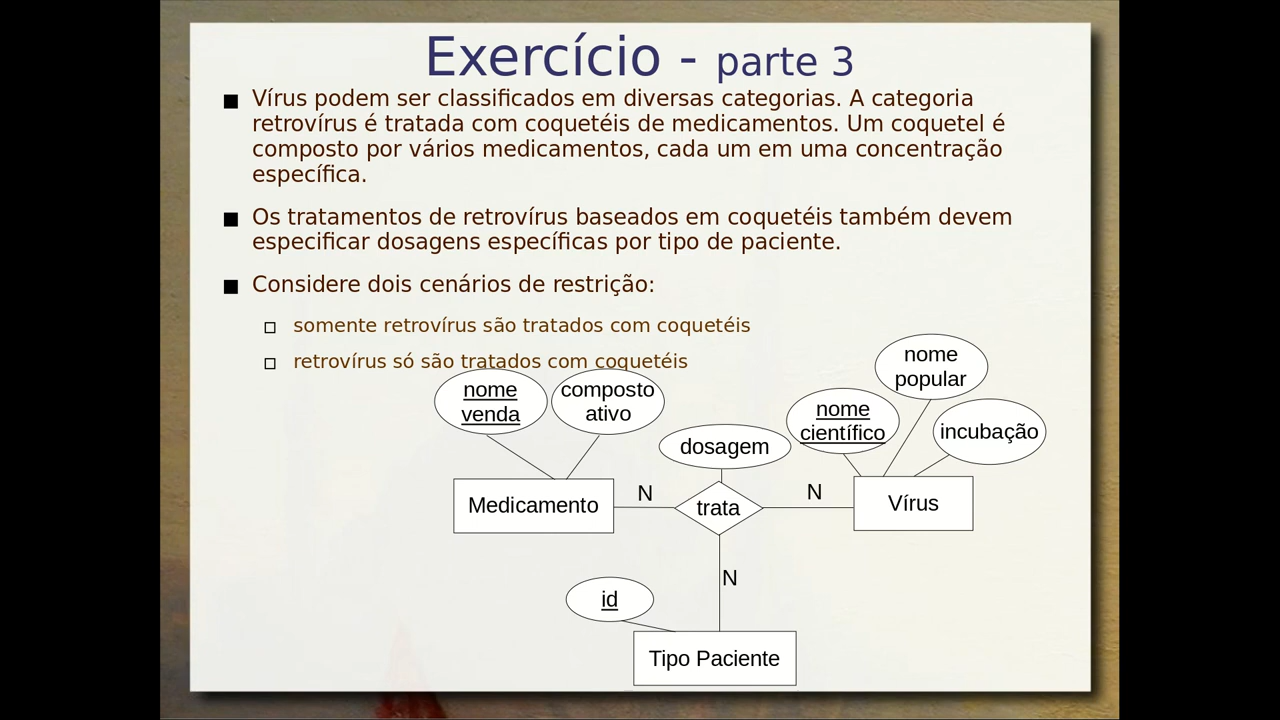 Exercício - parte 3
Vírus podem ser classificados em diversas categorias. A categoria
retrovírus é tratada com coquetéis de medicamentos. Um coquetel é
composto por vários medicamentos, cada um em uma concentração
específica.
Os tratamentos de retrovírus baseados em coquetéis também devem
especificar dosagens específicas por tipo de paciente.
Considere dois cenários de restrição:
somente retrovírus são tratados com coquetéis
retrovírus só são tratados com coquetéis
nome
venda
composto
ativo
dosagem
nome
científico
nome
popular
incubação
Medicamento
N
trata
N
Vírus
N
id
Tipo Paciente